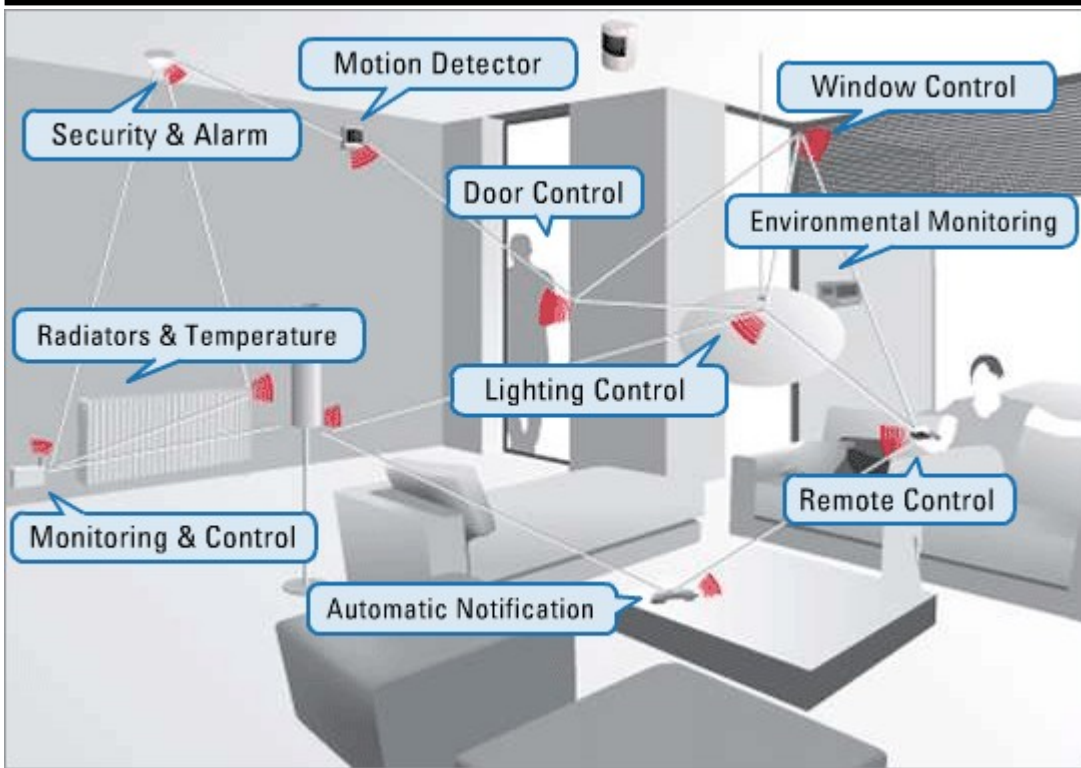 Motion Detector
Window Control
Security & Alarm
Door Control
Environmental Monitoring
Radiators & Temperature
Lighting Control
Remote Control
Monitoring & Control
Automatic Notification